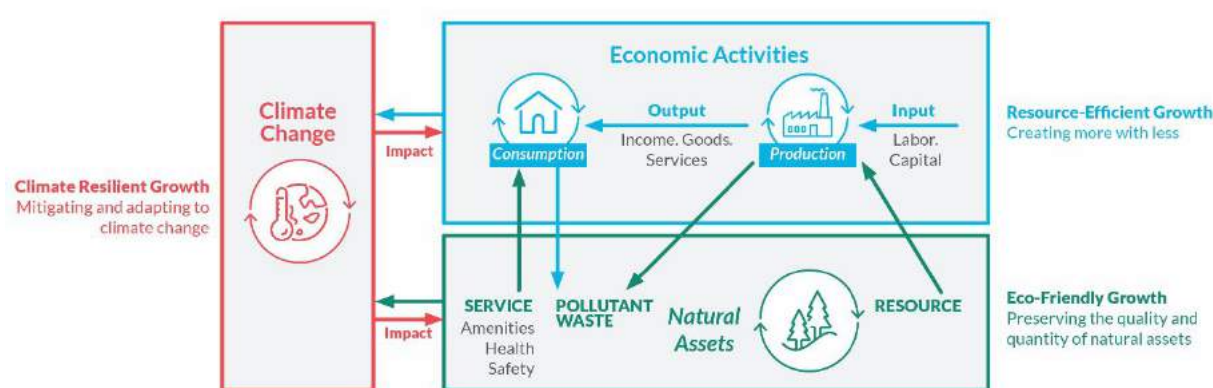 Economic Activities
Climate
Change
Output
Input
Resource-Efficient Growth
Creating more with less
Impact
Consumption
Income. Goods.
Services
Production
Labor.
Capital
Climate Resilient Growth
Mitigating and adapting to
climate change
SERVICE
Amenities
Health
Safety
POLLUTANT
WASTE
Natural
Assets
RESOURCE
Eco-Friendly Growth
Preserving the quality and
quantity of natural assets
Impact